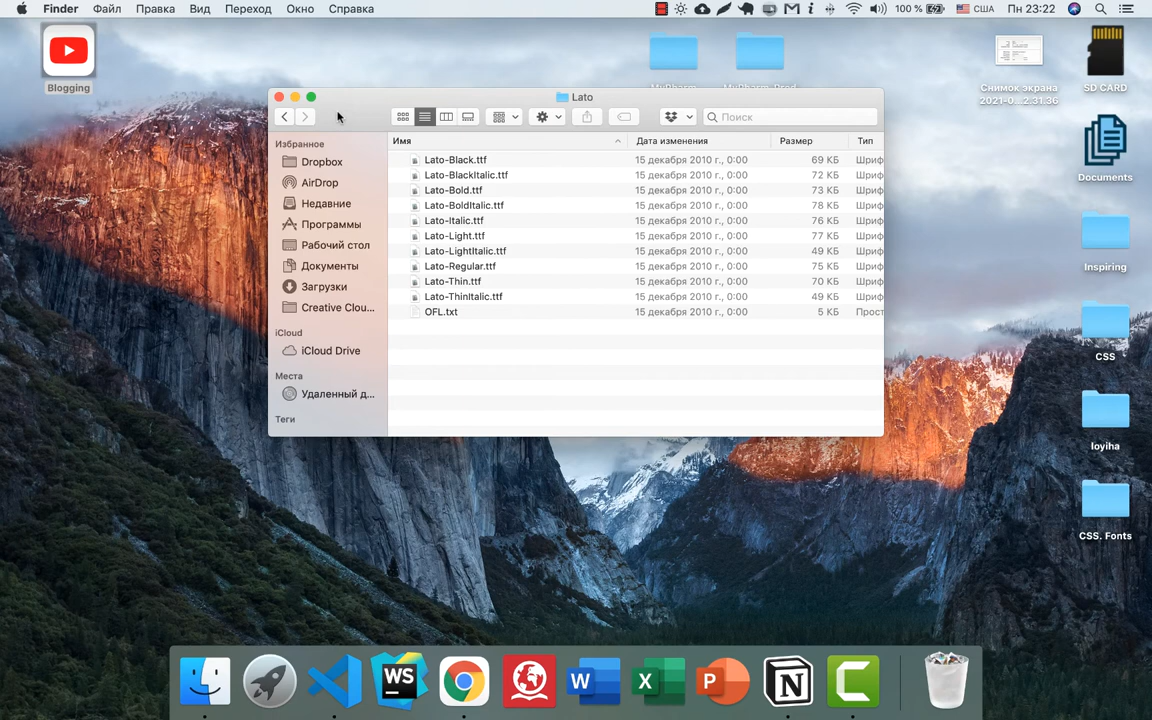 Finder Файл Правка Вид Переход Окно Справка 100 % США Пн 23:22
Blogging
Снимок экрана
2021-0...2.31.36
SD CARD
Documents
Inspiring
CSS
loyiha
CSS. Fonts
Lato
Поиск
Избранное
Dropbox
AirDrop
Недавние
Программы
Рабочий стол
Документы
Загрузки
Creative Clou...
iCloud
iCloud Drive
Места
Удаленный д...
Теги
Имя Дата изменения Размер Тип
Lato-Black.ttf 15 декабря 2010 г., 0:00 69 КБ Шриф
Lato-BlackItalic.ttf 15 декабря 2010 г., 0:00 72 КБ Шриф
Lato-Bold.ttf 15 декабря 2010 г., 0:00 73 КБ Шриф
Lato-BoldItalic.ttf 15 декабря 2010 г., 0:00 78 КБ Шриф
Lato-Italic.ttf 15 декабря 2010 г., 0:00 76 КБ Шриф
Lato-Light.ttf 15 декабря 2010 г., 0:00 77 КБ Шриф
Lato-LightItalic.ttf 15 декабря 2010 г., 0:00 49 КБ Шриф
Lato-Regular.ttf 15 декабря 2010 г., 0:00 75 КБ Шриф
Lato-Thin.ttf 15 декабря 2010 г., 0:00 70 КБ Шриф
Lato-ThinItalic.ttf 15 декабря 2010 г., 0:00 49 КБ Шриф
OFL.txt 15 декабря 2010 г., 0:00 5 КБ Прост
WS W X P N C